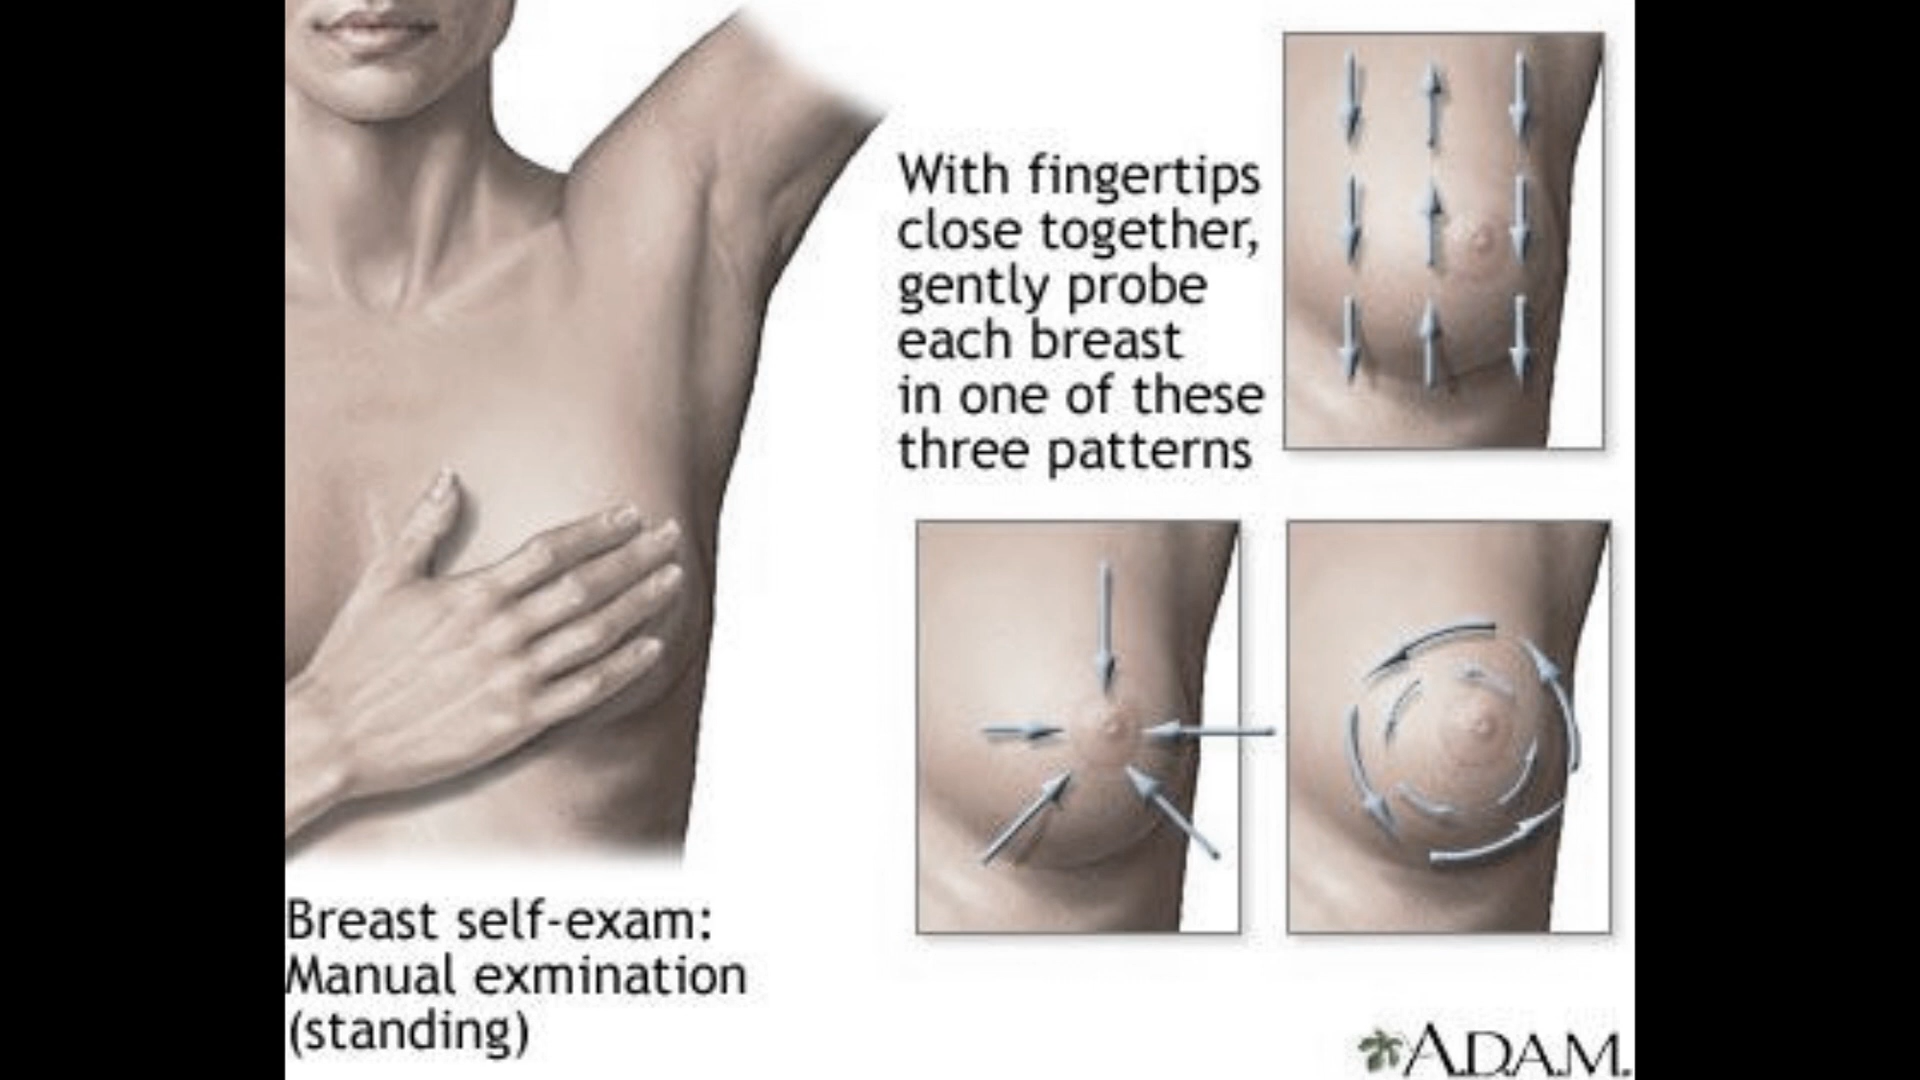 With fingertips
close together,
gently probe
each breast
in one of these
three patterns
Breast self-exam:
Manual exmination
(standing)
A.D.A.M.